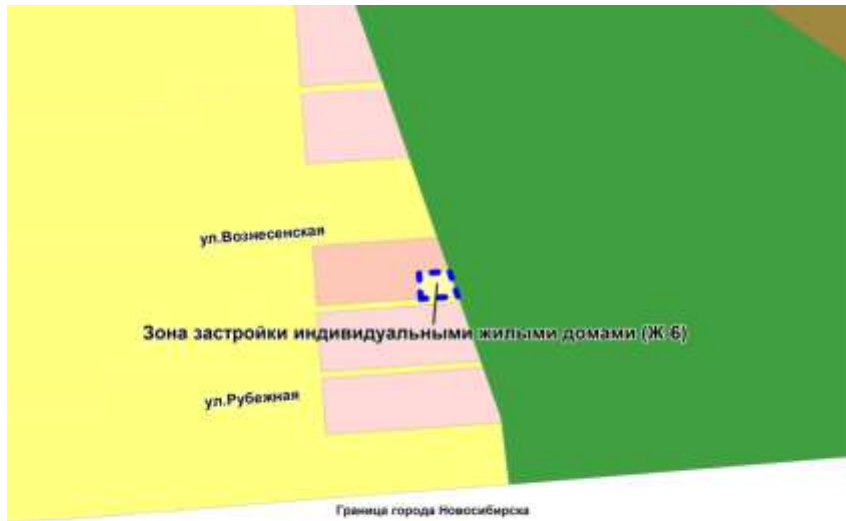 ул.Вознесенская
Зона застройки индивидуальными жилыми домами (Ж-6)
ул.Рубежная
Граница города Новосибирска